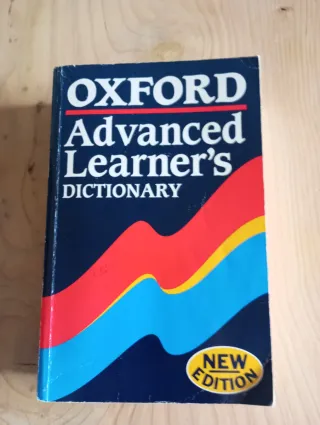 OXFORD
Advanced
Learner's
DICTIONARY
NEW
EDITION